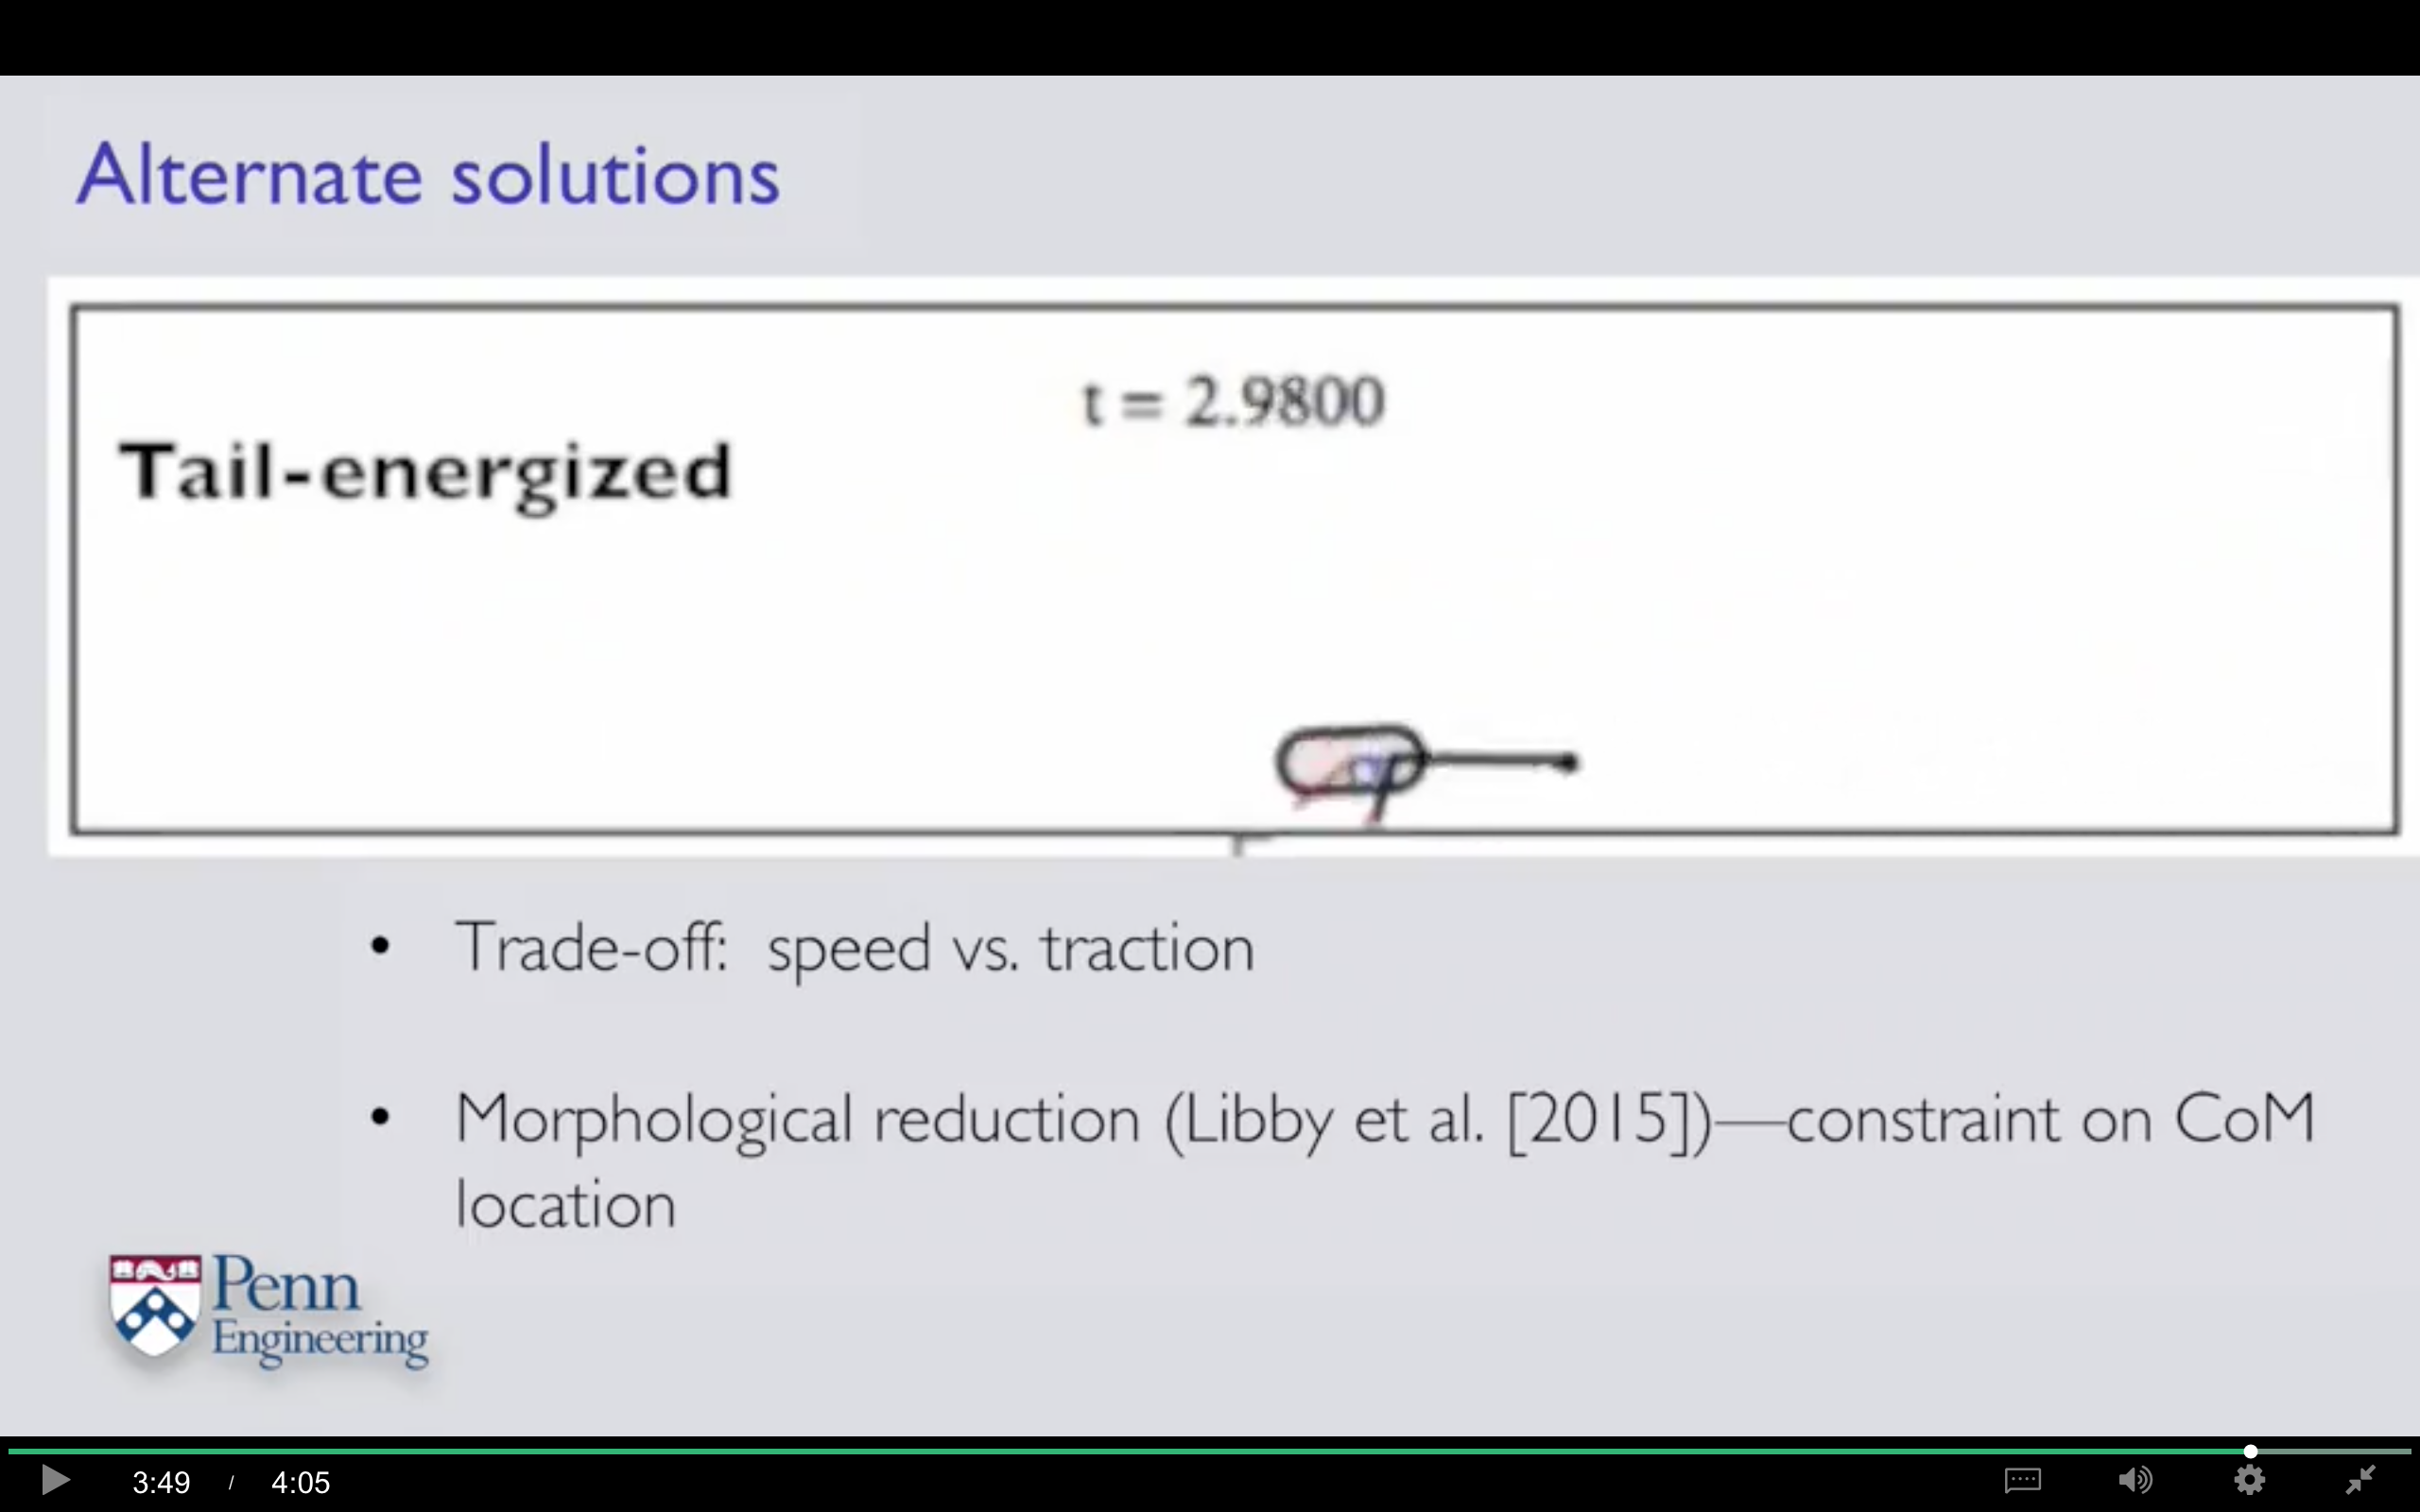 Alternate solutions
t = 2.9800
Tail-energized
• Trade-off: speed vs. traction
• Morphological reduction (Libby et al. [2015])—constraint on CoM
location
Penn
Engineering
3:49 / 4:05